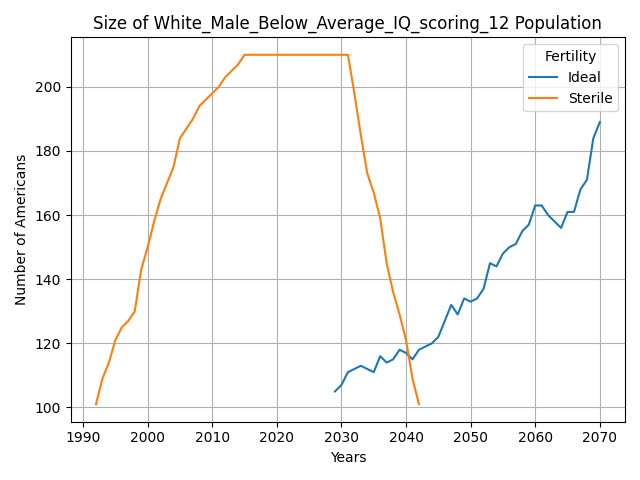 Size of White_Male_Below_Average_IQ_scoring_12 Population
Fertility
Ideal
Sterile
Number of Americans
200
180
160
140
120
100
1990 2000 2010 2020 2030 2040 2050 2060 2070
Years